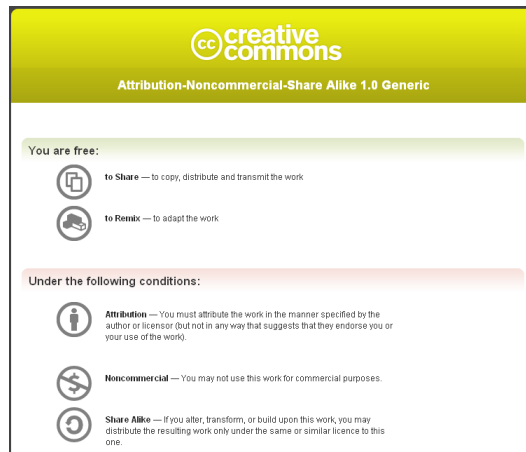 cc creative
commons
Attribution-Noncommercial-Share Alike 1.0 Generic
You are free:
to Share — to copy, distribute and transmit the work
to Remix — to adapt the work
Under the following conditions:
Attribution — You must attribute the work in the manner specified by the
author or licensor (but not in any way that suggests that they endorse you or
your use of the work).
Noncommercial — You may not use this work for commercial purposes.
Share Alike — If you alter, transform, or build upon this work, you may
distribute the resulting work only under the same or similar licence to this
one.